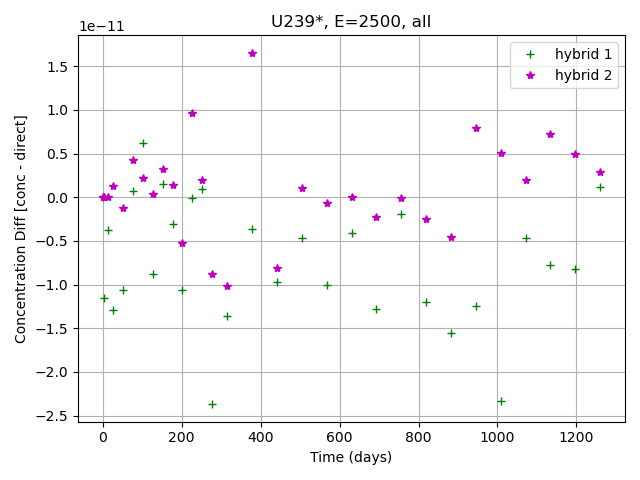 U239*, E=2500, all
1e−11
hybrid 1
hybrid 2
1.5
1.0
0.5
0.0
−0.5
−1.0
−1.5
−2.0
−2.5
Concentration Diff [conc - direct]
0 200 400 600 800 1000 1200
Time (days)